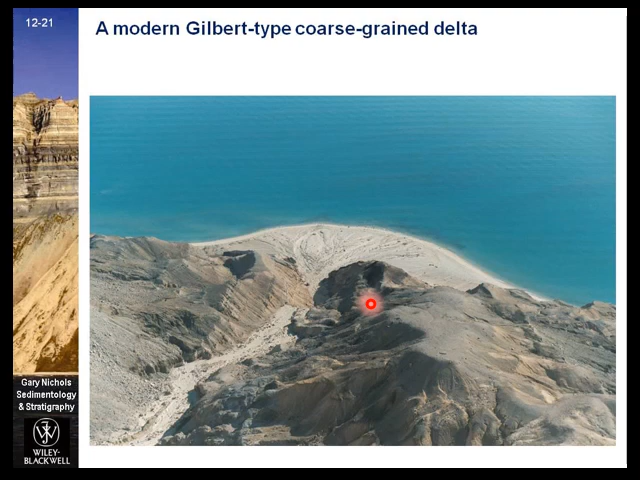 12-21
A modern Gilbert-type coarse-grained delta
Gary Nichols
Sedimentology
& Stratigraphy
WILEY-
BLACKWELL